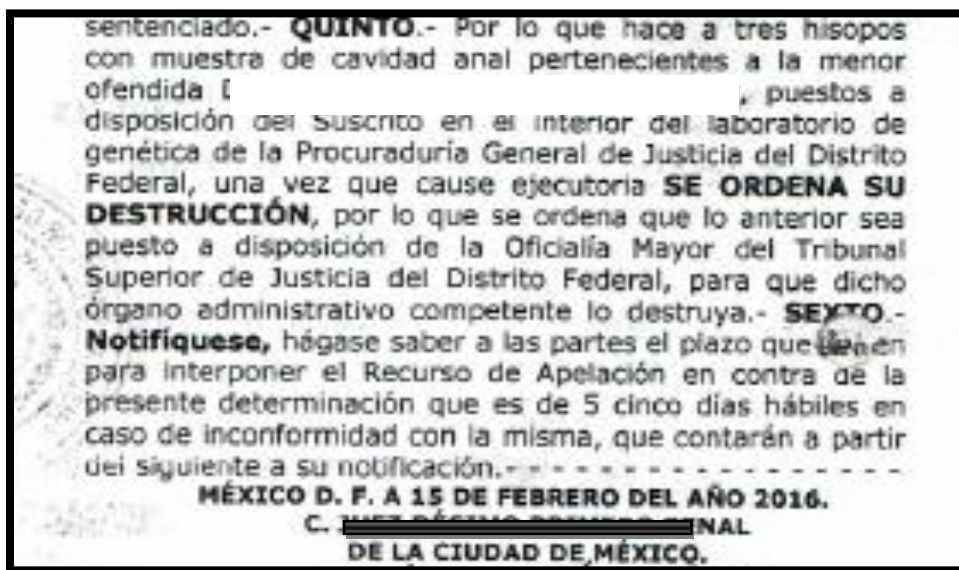 sentenciado.- QUINTO.- Por lo que hace a tres hisopos
con muestra de cavidad anal pertenecientes a la menor
ofendida , puestos a
disposición del Suscrito en el interior del laboratorio de
genética de la Procuraduría General de Justicia del Distrito
Federal, una vez que cause ejecutoria SE ORDENA SU
DESTRUCCIÓN, por lo que se ordena que lo anterior sea
puesto a disposición de la Oficialía Mayor del Tribunal
Superior de Justicia del Distrito Federal, para que dicho
órgano administrativo competente lo destruya.- SEXTO.-
Notifíquese, hágase saber a las partes el plazo que tienen
para interponer el Recurso de Apelación en contra de la
presente determinación que es de 5 cinco días hábiles en
caso de inconformidad con la misma, que contarán a partir
del siguiente a su notificación.- - - - - - - - - - - - - - - - -
MÉXICO D. F. A 15 DE FEBRERO DEL AÑO 2016.
C. NAL
DE LA CIUDAD DE MÉXICO.